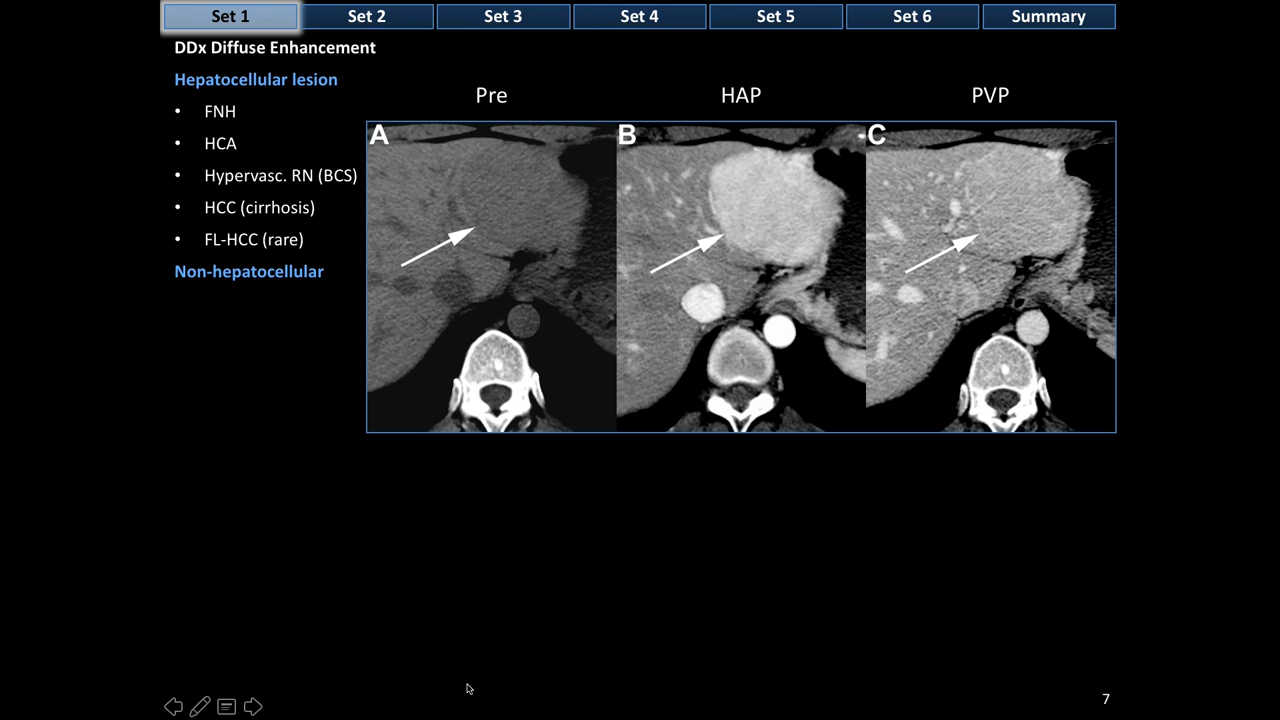 Set 1 Set 2 Set 3 Set 4 Set 5 Set 6 Summary
DDx Diffuse Enhancement
Hepatocellular lesion
• FNH
• HCA
• Hypervasc. RN (BCS)
• HCC (cirrhosis)
• FL-HCC (rare)
Non-hepatocellular
Pre HAP PVP
A B C
7